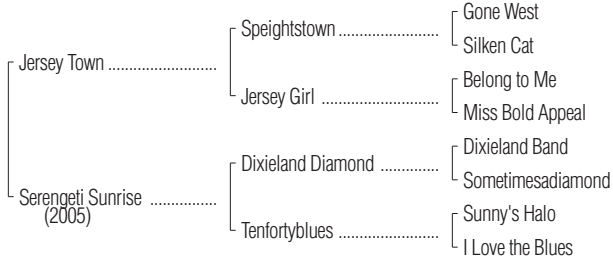 Gone West
Speightstown
Silken Cat
Jersey Town
Belong to Me
Jersey Girl
Miss Bold Appeal
Dixieland Band
Dixieland Diamond
Sometimesadiamond
Serengeti Sunrise
(2005)
Sunny's Halo
Tenfortyblues
I Love the Blues